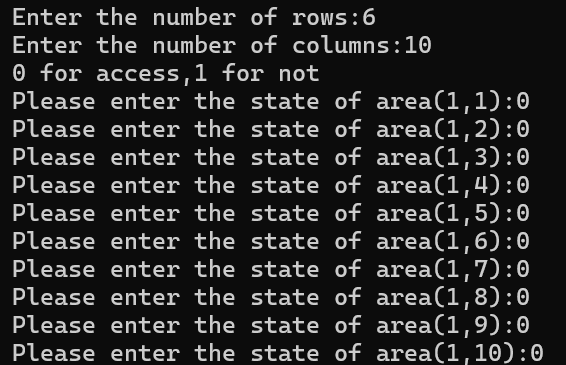 Enter the number of rows:6
Enter the number of columns:10
0 for access,1 for not
Please enter the state of area(1,1):0
Please enter the state of area(1,2):0
Please enter the state of area(1,3):0
Please enter the state of area(1,4):0
Please enter the state of area(1,5):0
Please enter the state of area(1,6):0
Please enter the state of area(1,7):0
Please enter the state of area(1,8):0
Please enter the state of area(1,9):0
Please enter the state of area(1,10):0